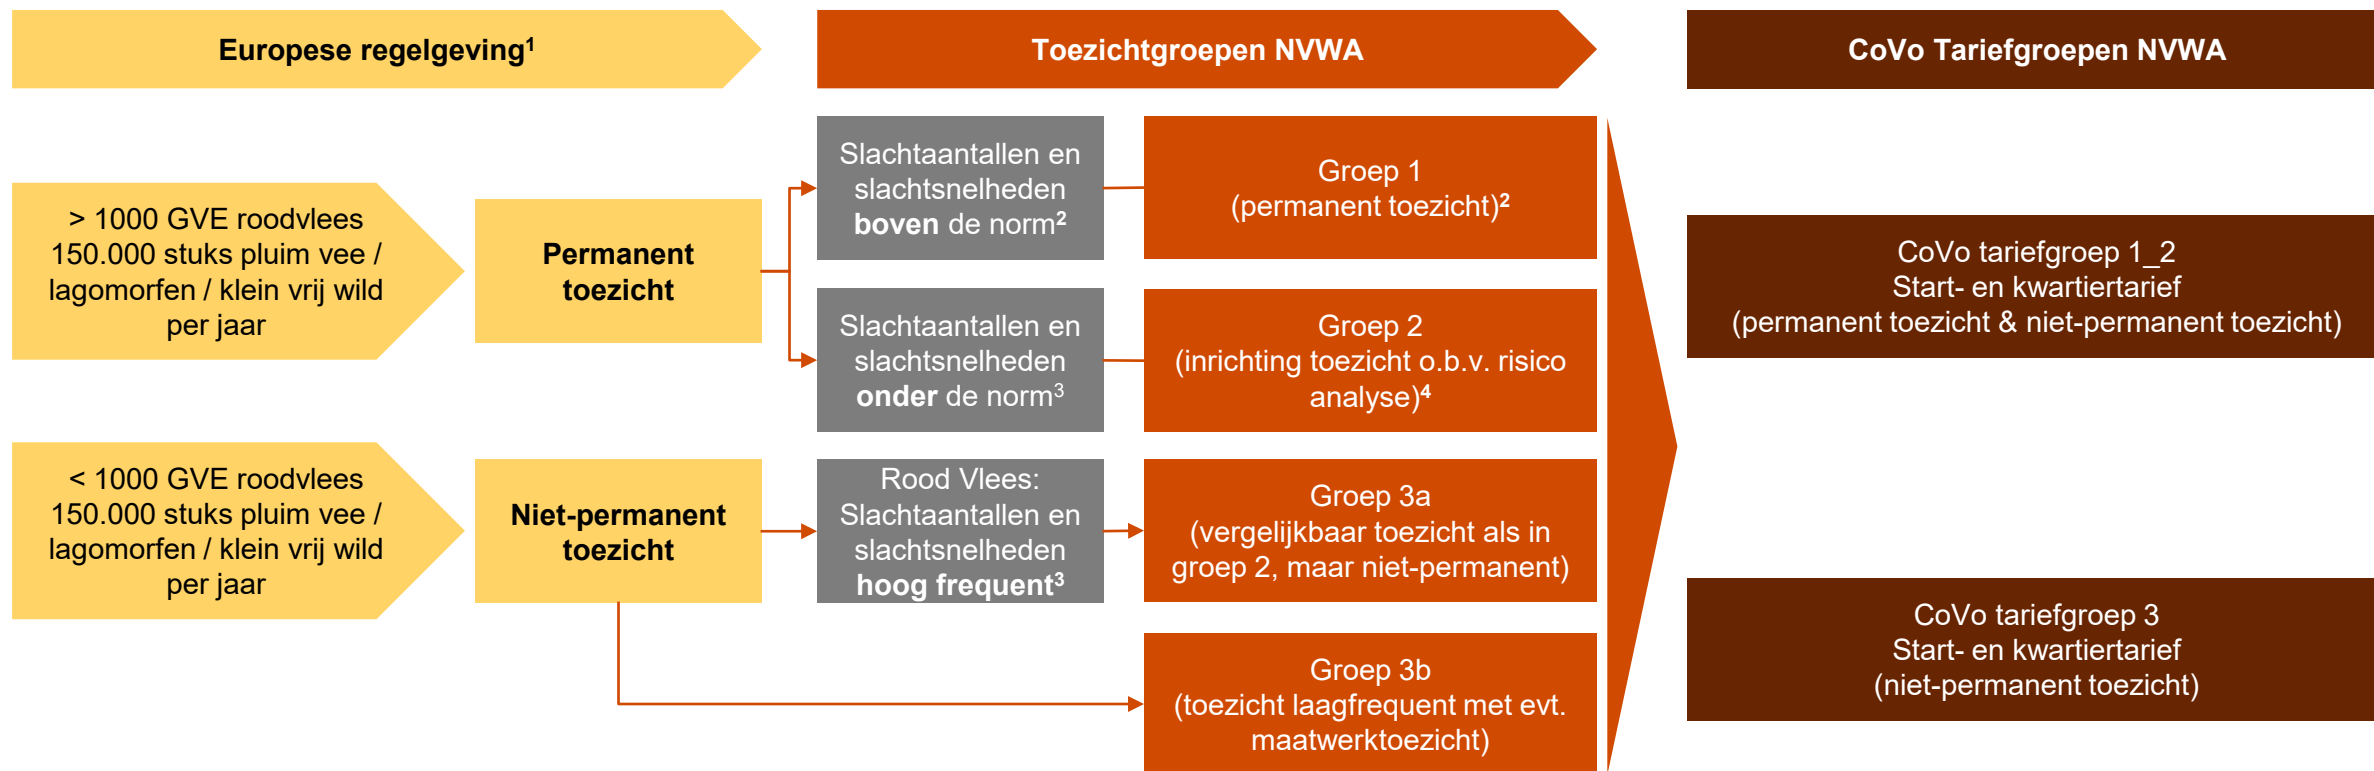 Europese regelgeving¹
Toezichtgroepen NVWA
CoVo Tariefgroepen NVWA
> 1000 GVE roodvlees
150.000 stuks pluim vee /
lagomorfen / klein vrij wild
per jaar
Permanent
toezicht
Slachtaantallen en
slachtsnelheden
boven de norm²
Groep 1
(permanent toezicht)²
Slachtaantallen en
slachtsnelheden
onder de norm³
Groep 2
(inrichting toezicht o.b.v. risico
analyse)⁴
CoVo tariefgroep 1_2
Start- en kwartiertarief
(permanent toezicht & niet-permanent toezicht)
< 1000 GVE roodvlees
150.000 stuks pluim vee /
lagomorfen / klein vrij wild
per jaar
Niet-permanent
toezicht
Rood Vlees:
Slachtaantallen en
slachtsnelheden
hoog frequent³
Groep 3a
(vergelijkbaar toezicht als in
groep 2, maar niet-permanent)
Groep 3b
(toezicht laagfrequent met evt.
maatwerktoezicht)
CoVo tariefgroep 3
Start- en kwartiertarief
(niet-permanent toezicht)